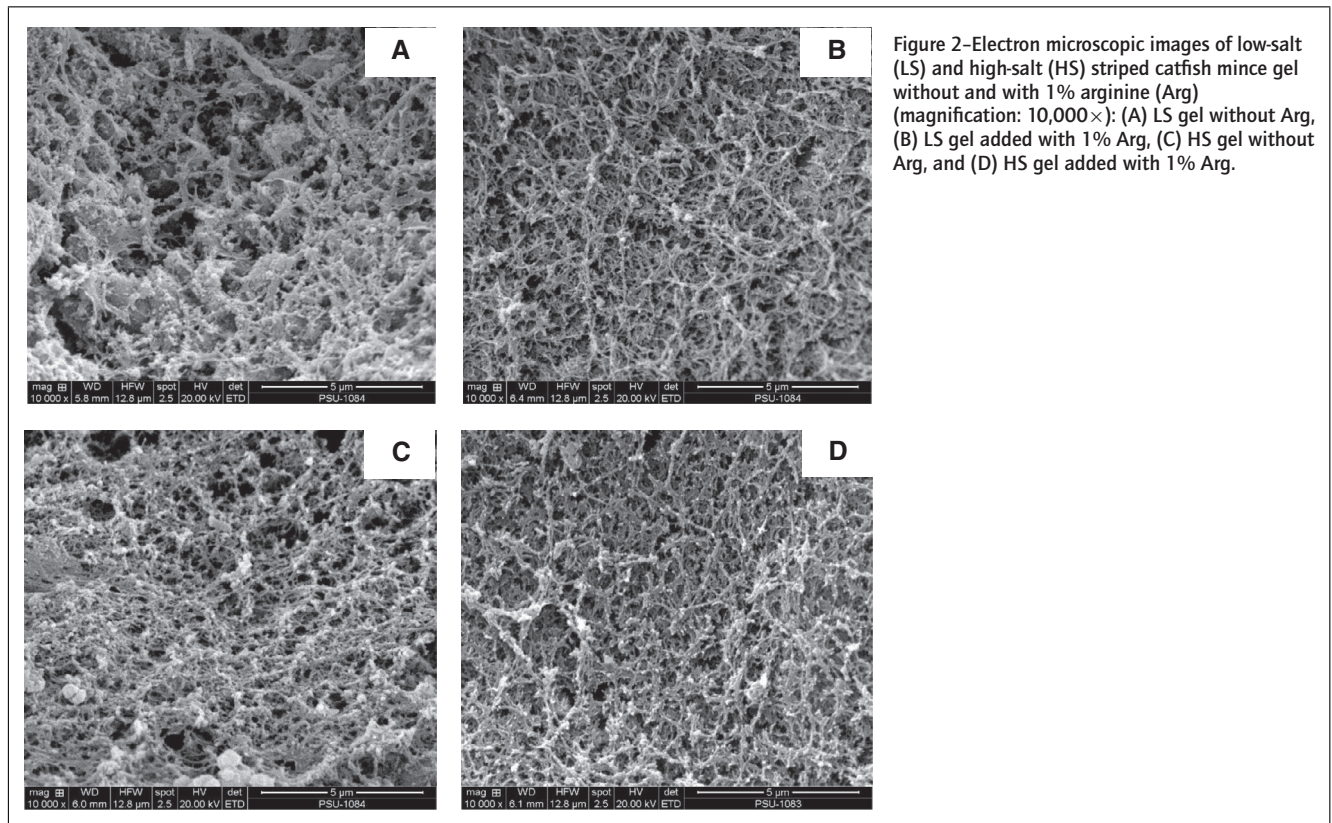 A
B
Figure 2–Electron microscopic images of low-salt
(LS) and high-salt (HS) striped catfish mince gel
without and with 1% arginine (Arg)
(magnification: 10,000×): (A) LS gel without Arg,
(B) LS gel added with 1% Arg, (C) HS gel without
Arg, and (D) HS gel added with 1% Arg.
mag WD HFW spot HV det 5 µm
10 000 x 5.8 mm 12.8 µm 2.5 20.00 kV ETD PSU-1084
mag WD HFW spot HV det 5 µm
10 000 x 6.4 mm 12.8 µm 2.5 20.00 kV ETD PSU-1084
C
D
mag WD HFW spot HV det 5 µm
10 000 x 6.0 mm 12.8 µm 2.5 20.00 kV ETD PSU-1084
mag WD HFW spot HV det 5 µm
10 000 x 6.1 mm 12.8 µm 2.5 20.00 kV ETD PSU-1083